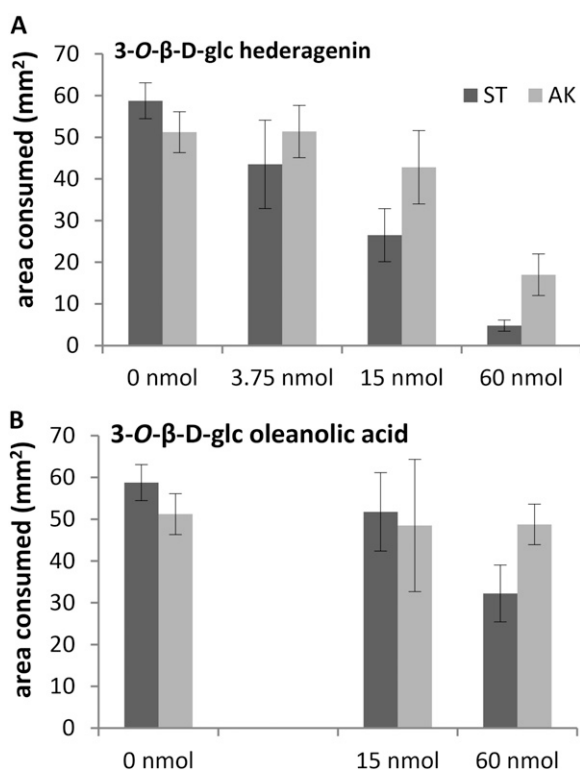 A
3-O-β-D-glc hederagenin
ST AK
area consumed (mm²)
70
60
50
40
30
20
10
0
0 nmol 3.75 nmol 15 nmol 60 nmol
B
3-O-β-D-glc oleanolic acid
area consumed (mm²)
70
60
50
40
30
20
10
0
0 nmol 15 nmol 60 nmol